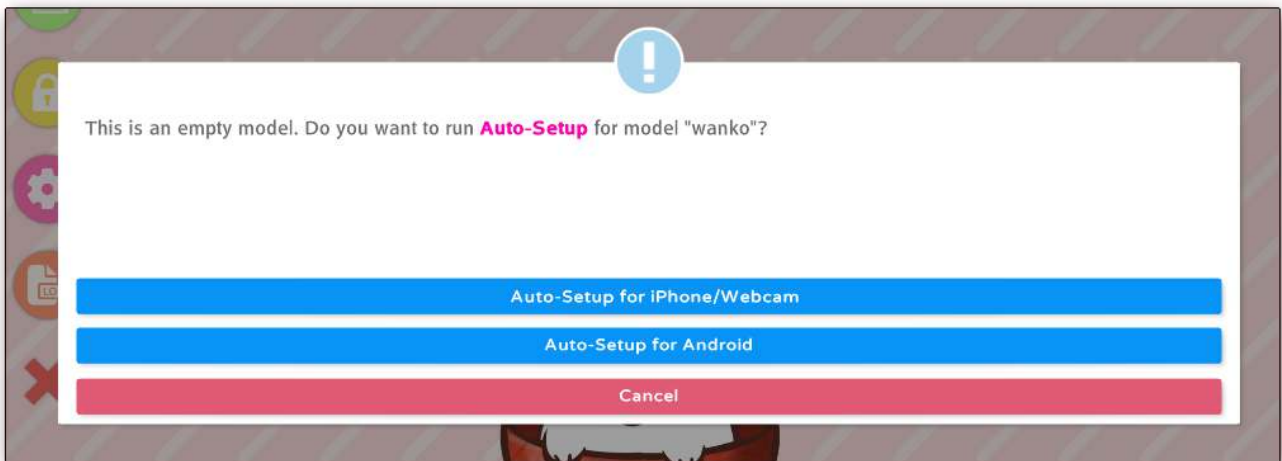 This is an empty model. Do you want to run Auto-Setup for model "wanko"?
LO
Auto-Setup for iPhone/Webcam
Auto-Setup for Android
Cancel